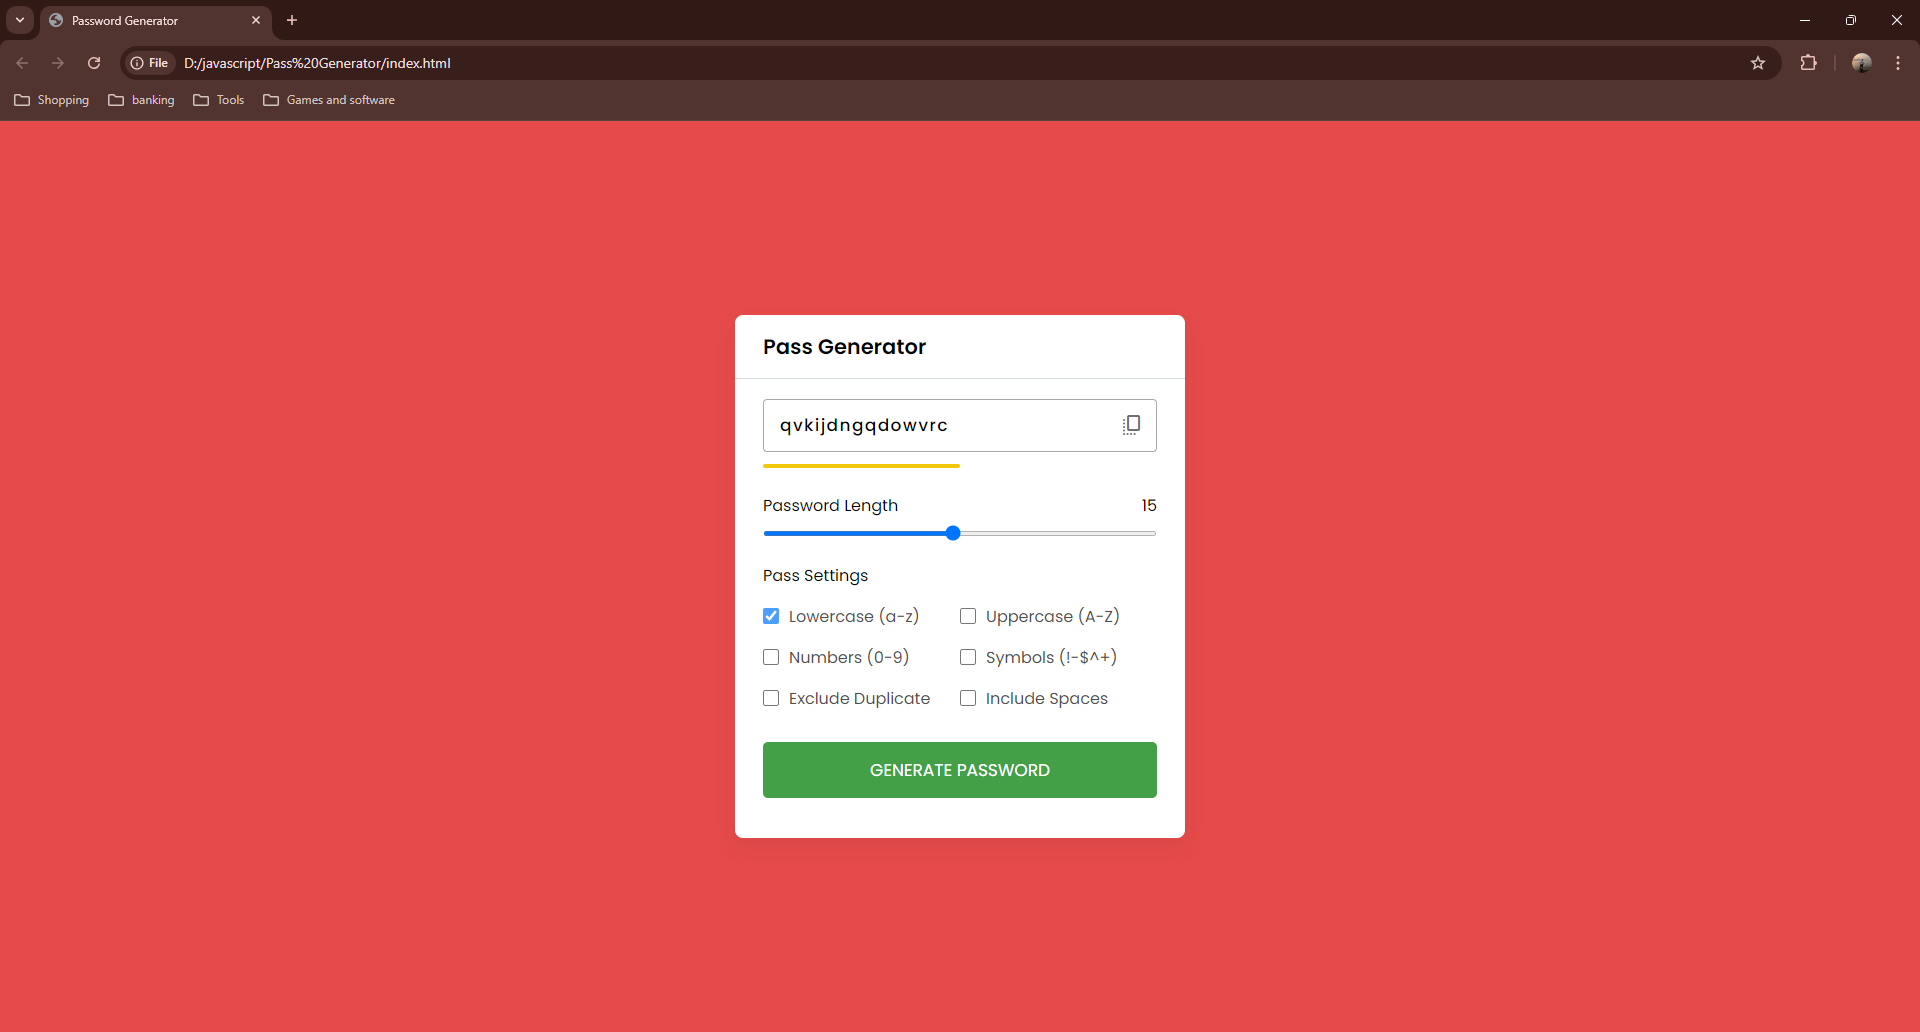 Password Generator
File D:/javascript/Pass%20Generator/index.html
Shopping banking Tools Games and software
Pass Generator
qvkijdngqdowvrc
Password Length 15
Pass Settings
Lowercase (a-z) Uppercase (A-Z)
Numbers (0-9) Symbols (!-$^+)
Exclude Duplicate Include Spaces
GENERATE PASSWORD